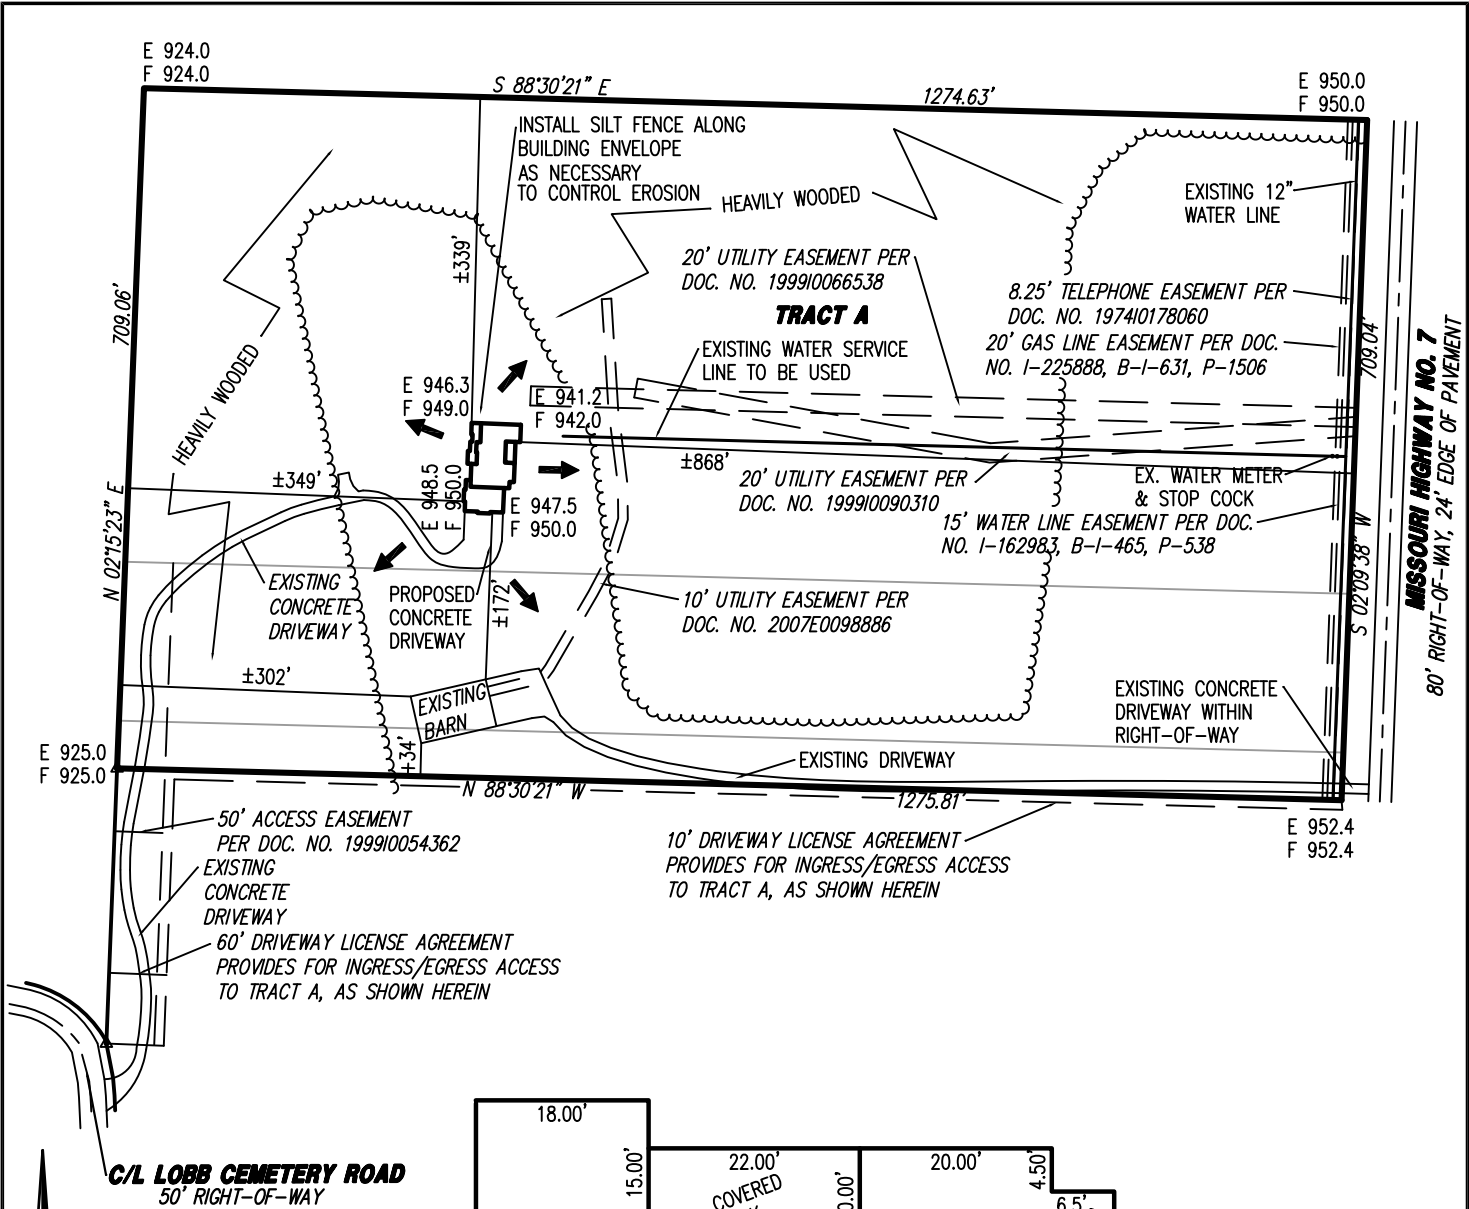 E 924.0
F 924.0
S 88°30'21" E
1274.63'
E 950.0
F 950.0
INSTALL SILT FENCE ALONG
BUILDING ENVELOPE
AS NECESSARY
TO CONTROL EROSION
HEAVILY WOODED
EXISTING 12"
WATER LINE
±339'
20' UTILITY EASEMENT PER
DOC. NO. 1999I0066538
TRACT A
8.25' TELEPHONE EASEMENT PER
DOC. NO. 1974I0178060
20' GAS LINE EASEMENT PER DOC.
NO. I-225888, B-I-631, P-1506
709.06'
709.04'
EXISTING WATER SERVICE
LINE TO BE USED
HEAVILY WOODED
E 946.3
F 949.0
E 941.2
F 942.0
MISSOURI HIGHWAY NO. 7
80' RIGHT-OF-WAY, 24' EDGE OF PAVEMENT
±349'
±868'
E 948.5
F 950.0
E 947.5
F 950.0
20' UTILITY EASEMENT PER
DOC. NO. 1999I0090310
EX. WATER METER
& STOP COCK
15' WATER LINE EASEMENT PER DOC.
NO. I-162983, B-I-465, P-538
N 02°15'23" E
S 02°09'38" W
EXISTING
CONCRETE
DRIVEWAY
PROPOSED
CONCRETE
DRIVEWAY
±172'
10' UTILITY EASEMENT PER
DOC. NO. 2007E0098886
±302'
EXISTING
BARN
±34'
EXISTING CONCRETE
DRIVEWAY WITHIN
RIGHT-OF-WAY
EXISTING DRIVEWAY
E 925.0
F 925.0
N 88°30'21" W
1275.81'
E 952.4
F 952.4
50' ACCESS EASEMENT
PER DOC. NO. 1999I0054362
EXISTING
CONCRETE
DRIVEWAY
10' DRIVEWAY LICENSE AGREEMENT
PROVIDES FOR INGRESS/EGRESS ACCESS
TO TRACT A, AS SHOWN HEREIN
60' DRIVEWAY LICENSE AGREEMENT
PROVIDES FOR INGRESS/EGRESS ACCESS
TO TRACT A, AS SHOWN HEREIN
C/L LOBB CEMETERY ROAD
50' RIGHT-OF-WAY
18.00'
15.00'
22.00'
COVERED
20.00'
4.50'
6.5'